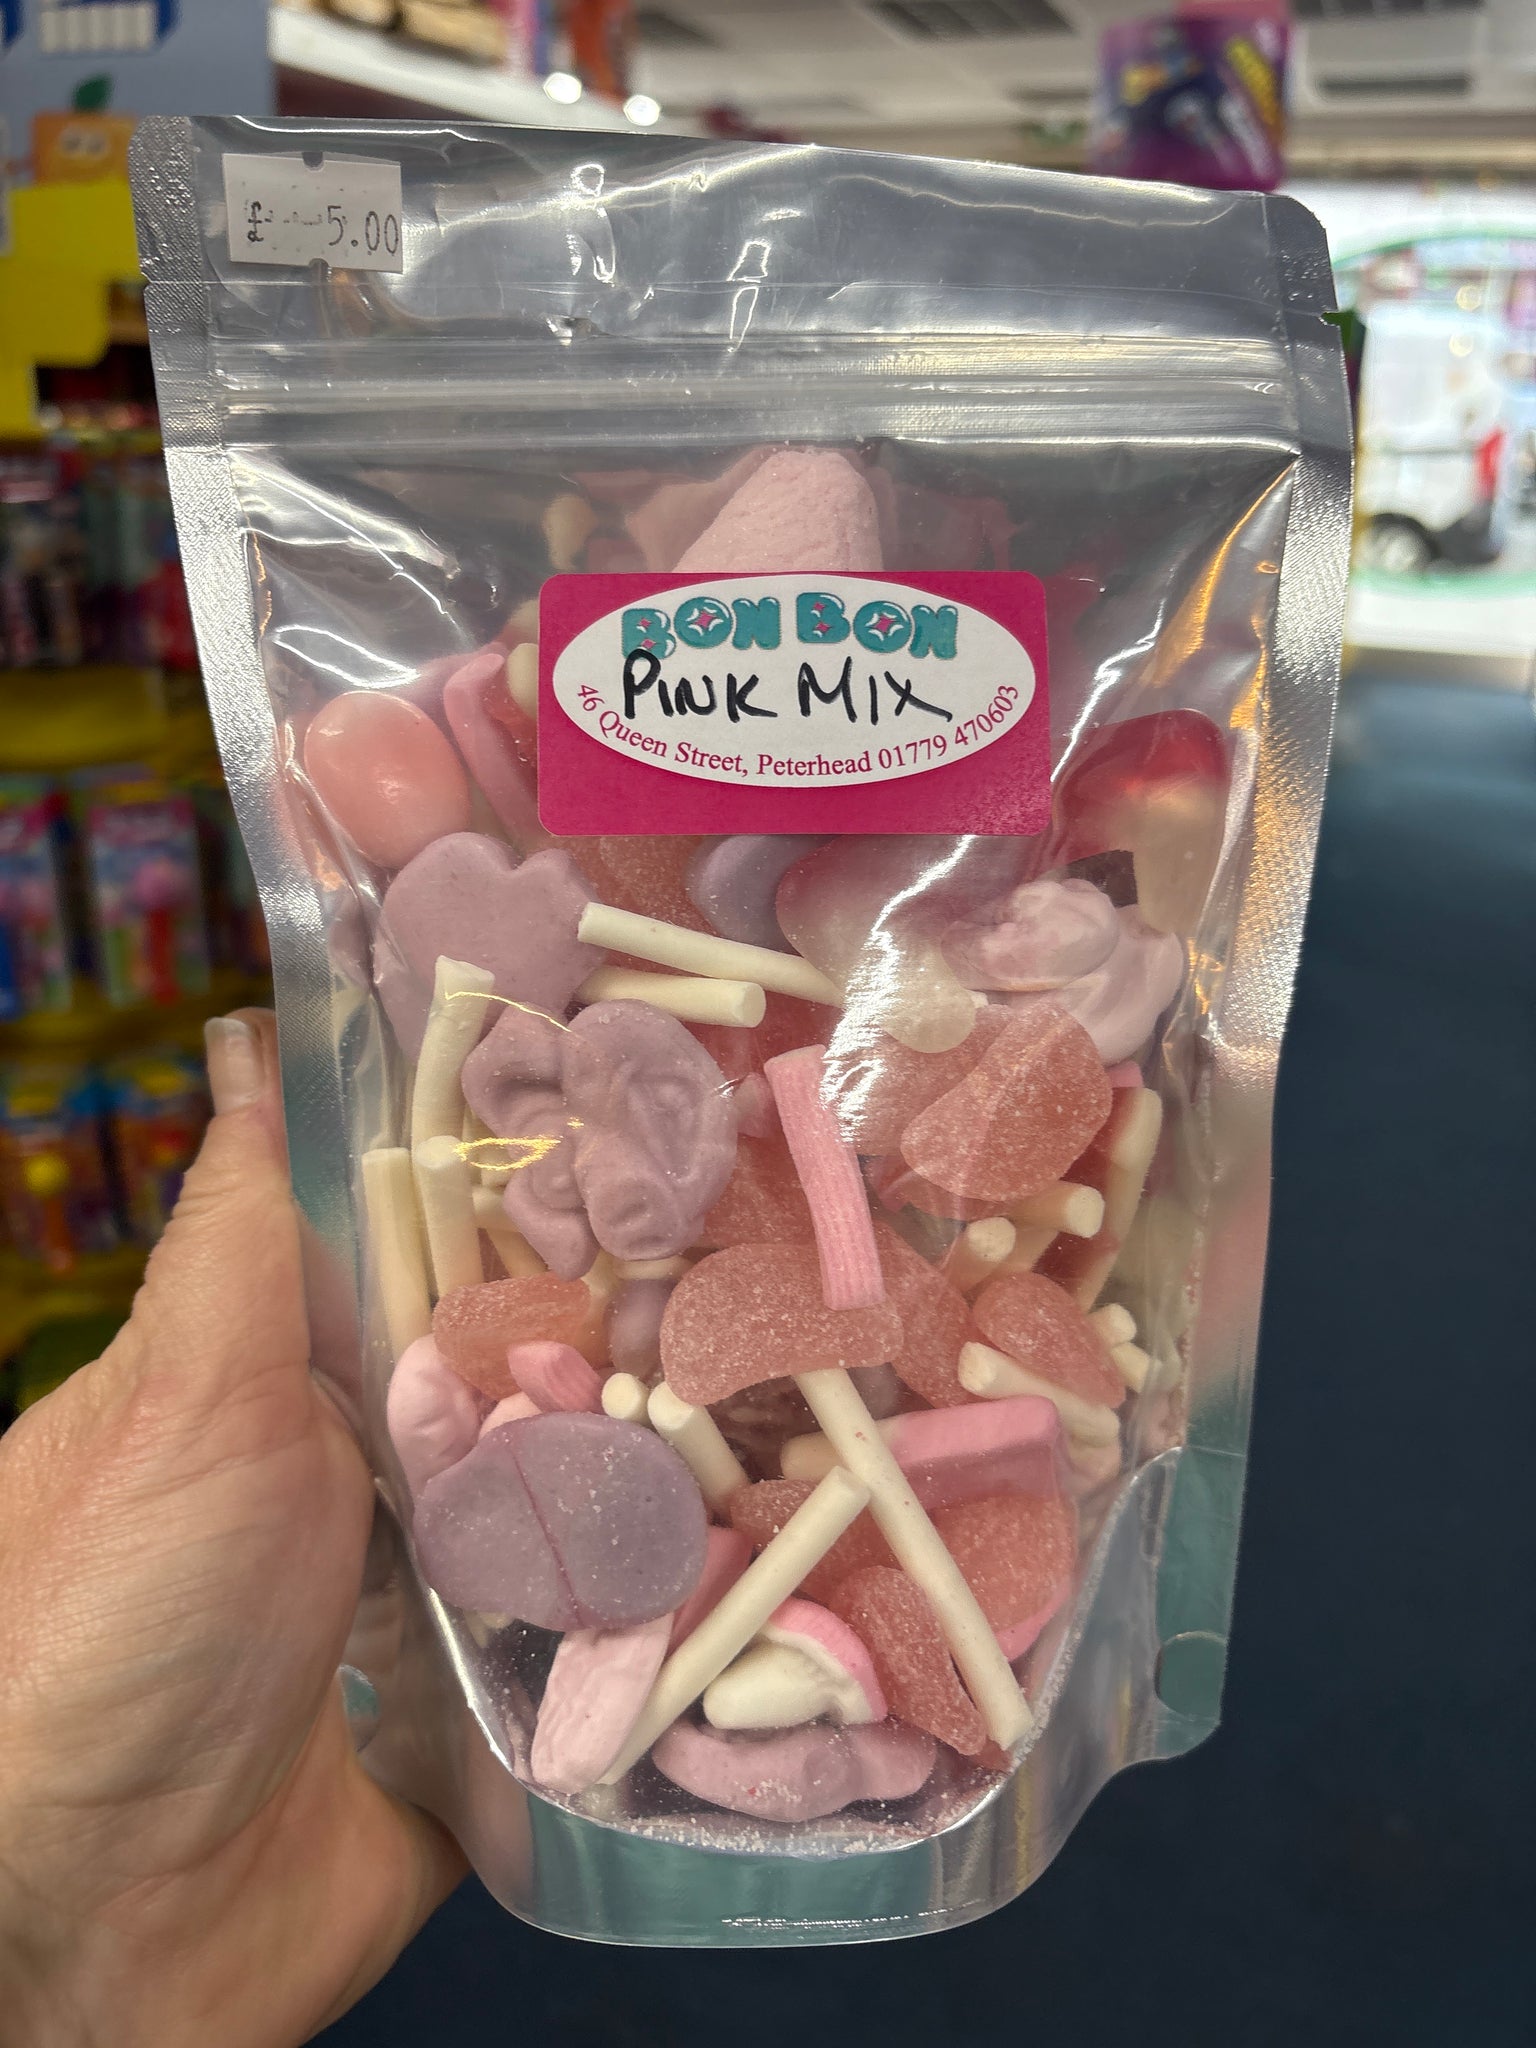 £ 5.00
BON BON
PINK MIX
46 Queen Street, Peterhead 01779 470603